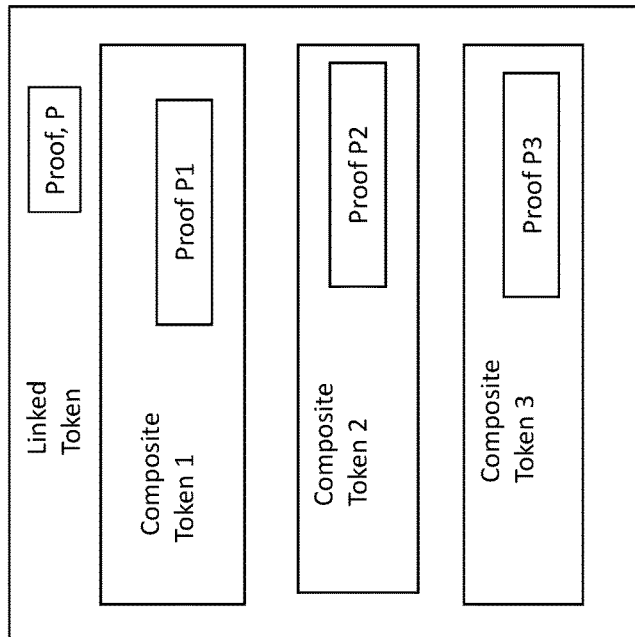 Linked
Token
Proof, P
Composite
Token 1
Proof P1
Composite
Token 2
Proof P2
Composite
Token 3
Proof P3